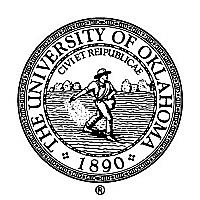 THE UNIVERSITY OF OKLAHOMA
CIVI ET REIPUBLICAE
1890
®